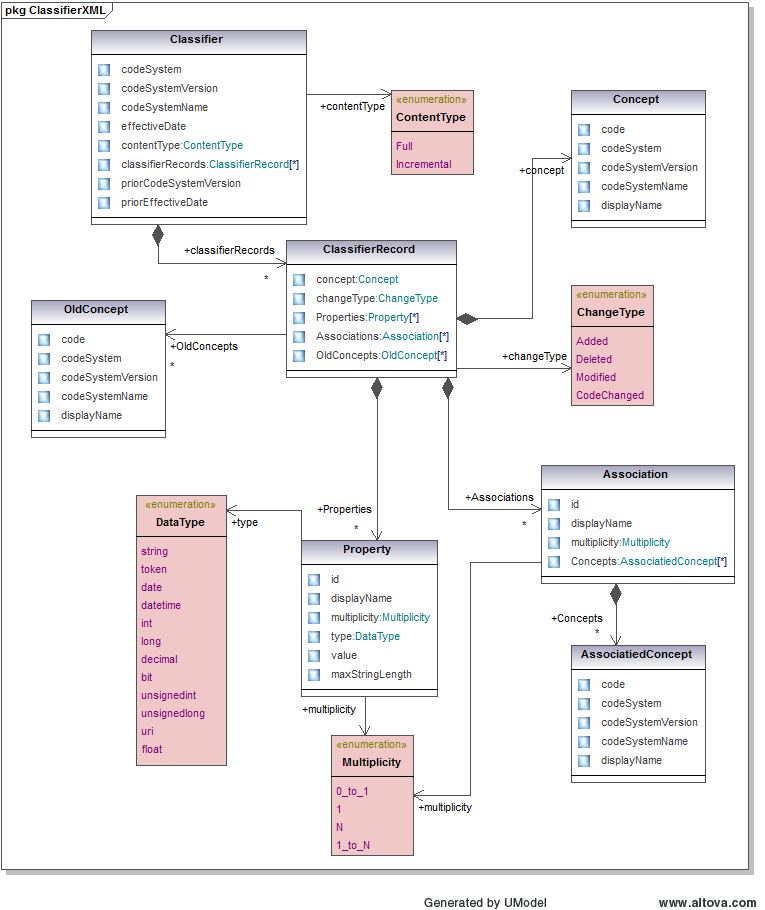 pkg ClassifierXML
Classifier
codeSystem
codeSystemVersion
codeSystemName
effectiveDate
contentType:ContentType
classifierRecords:ClassifierRecord[*]
priorCodeSystemVersion
priorEffectiveDate
+contentType
«enumeration»
ContentType
Full
Incremental
Concept
code
codeSystem
codeSystemVersion
codeSystemName
displayName
+concept
+classifierRecords
*
ClassifierRecord
concept:Concept
changeType:ChangeType
Properties:Property[*]
Associations:Association[*]
OldConcepts:OldConcept[*]
OldConcept
code
codeSystem
codeSystemVersion
codeSystemName
displayName
+OldConcepts
*
«enumeration»
ChangeType
Added
Deleted
Modified
CodeChanged
+changeType
+Properties
*
+Associations
*
Association
id
displayName
multiplicity:Multiplicity
Concepts:AssociatiedConcept[*]
«enumeration»
DataType
string
token
date
datetime
int
long
decimal
bit
unsignedint
unsignedlong
uri
float
+type
Property
id
displayName
multiplicity:Multiplicity
type:DataType
value
maxStringLength
+Concepts
*
AssociatiedConcept
code
codeSystem
codeSystemVersion
codeSystemName
displayName
+multiplicity
«enumeration»
Multiplicity
0_to_1
1
N
1_to_N
+multiplicity
Generated by UModel
www.altova.com